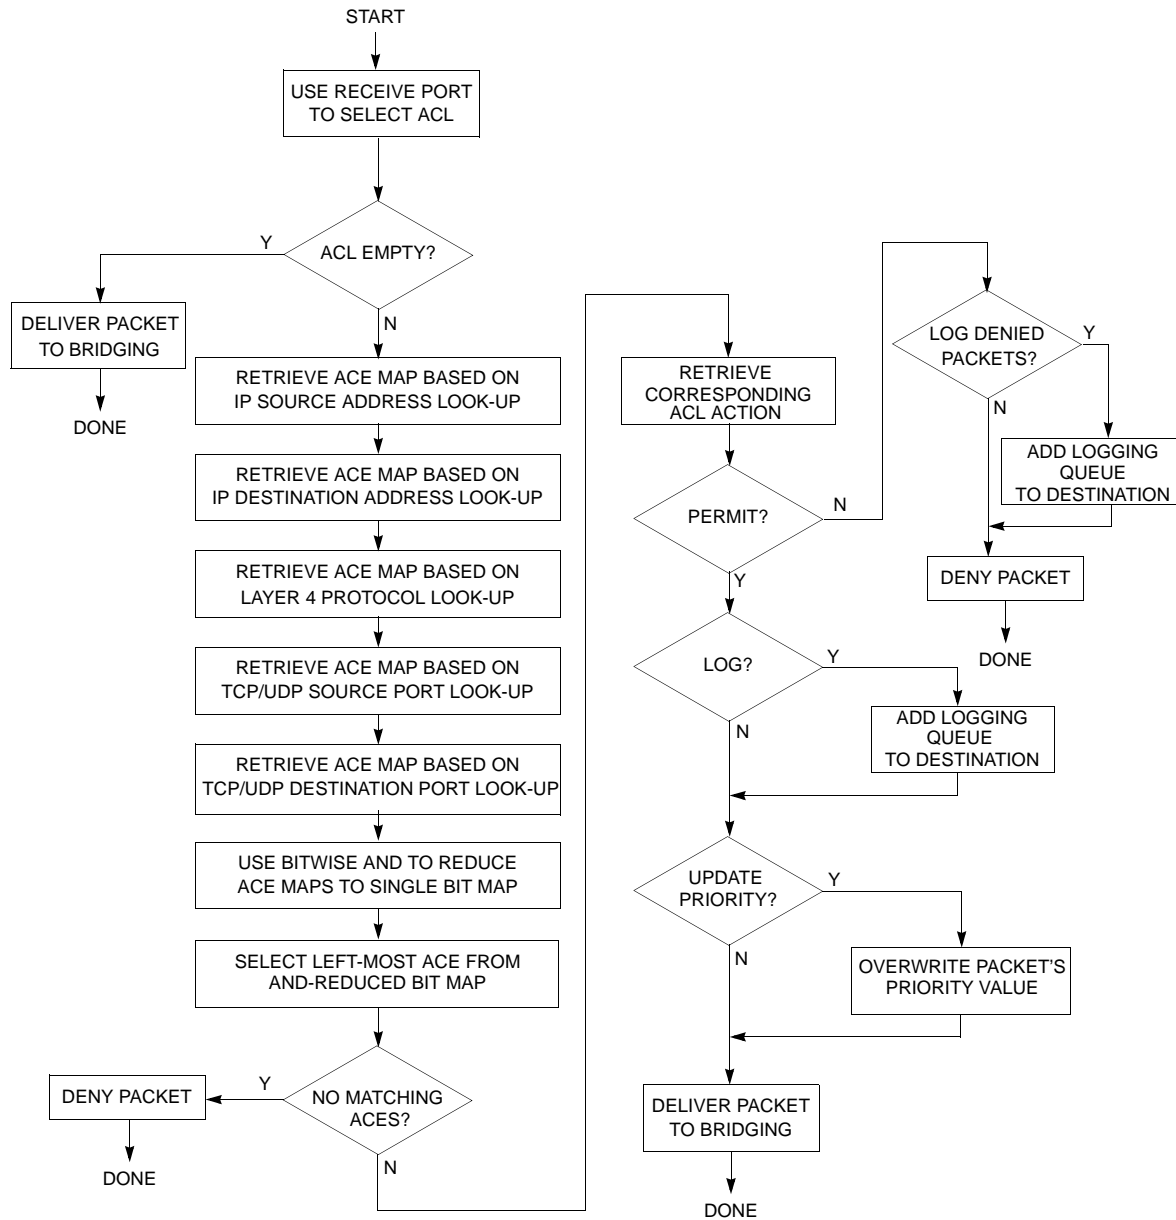 START
USE RECEIVE PORT
TO SELECT ACL
ACL EMPTY?
Y
N
DELIVER PACKET
TO BRIDGING
DONE
RETRIEVE ACE MAP BASED ON
IP SOURCE ADDRESS LOOK-UP
RETRIEVE ACE MAP BASED ON
IP DESTINATION ADDRESS LOOK-UP
RETRIEVE ACE MAP BASED ON
LAYER 4 PROTOCOL LOOK-UP
RETRIEVE ACE MAP BASED ON
TCP/UDP SOURCE PORT LOOK-UP
RETRIEVE ACE MAP BASED ON
TCP/UDP DESTINATION PORT LOOK-UP
USE BITWISE AND TO REDUCE
ACE MAPS TO SINGLE BIT MAP
SELECT LEFT-MOST ACE FROM
AND-REDUCED BIT MAP
NO MATCHING
ACES?
Y
DENY PACKET
DONE
N
RETRIEVE
CORRESPONDING
ACL ACTION
PERMIT?
N
Y
LOG DENIED
PACKETS?
Y
N
ADD LOGGING
QUEUE
TO DESTINATION
DENY PACKET
DONE
LOG?
Y
N
ADD LOGGING
QUEUE
TO DESTINATION
UPDATE
PRIORITY?
Y
N
OVERWRITE PACKET'S
PRIORITY VALUE
DELIVER PACKET
TO BRIDGING
DONE